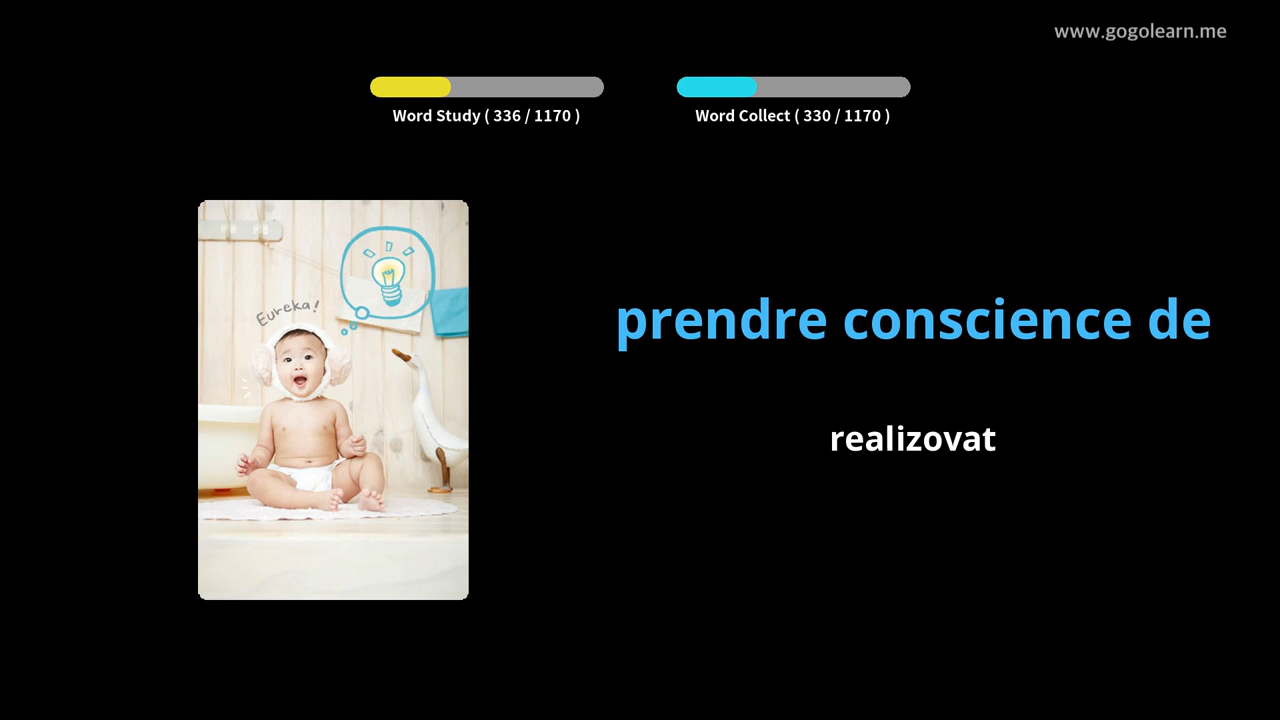 www.gogolearn.me
Word Study ( 336 / 1170 )
Word Collect ( 330 / 1170 )
Eureka!
prendre conscience de
realizovat